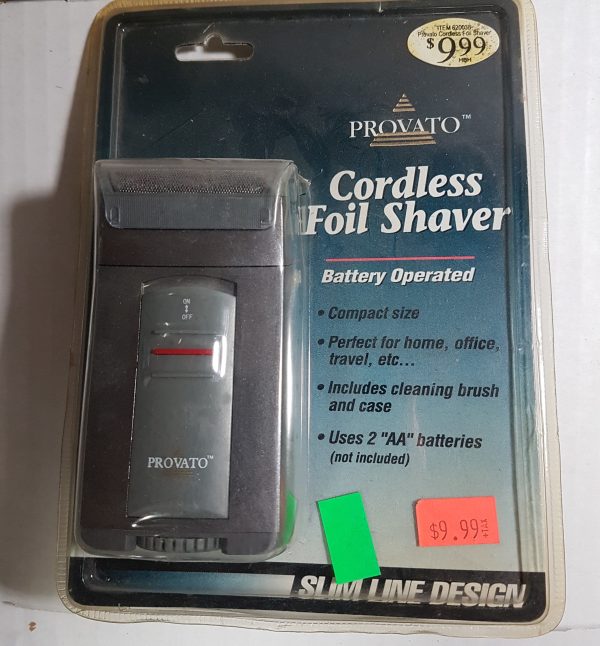 ITEM 620038
Provato Cordless Foil Shaver
$9.99
PROVATO™
Cordless
Foil Shaver
Battery Operated
• Compact size
• Perfect for home, office,
travel, etc...
• Includes cleaning brush
and case
• Uses 2 "AA" batteries
(not included)
ON
OFF
PROVATO™
$9.99 +TAX
SLIM LINE DESIGN